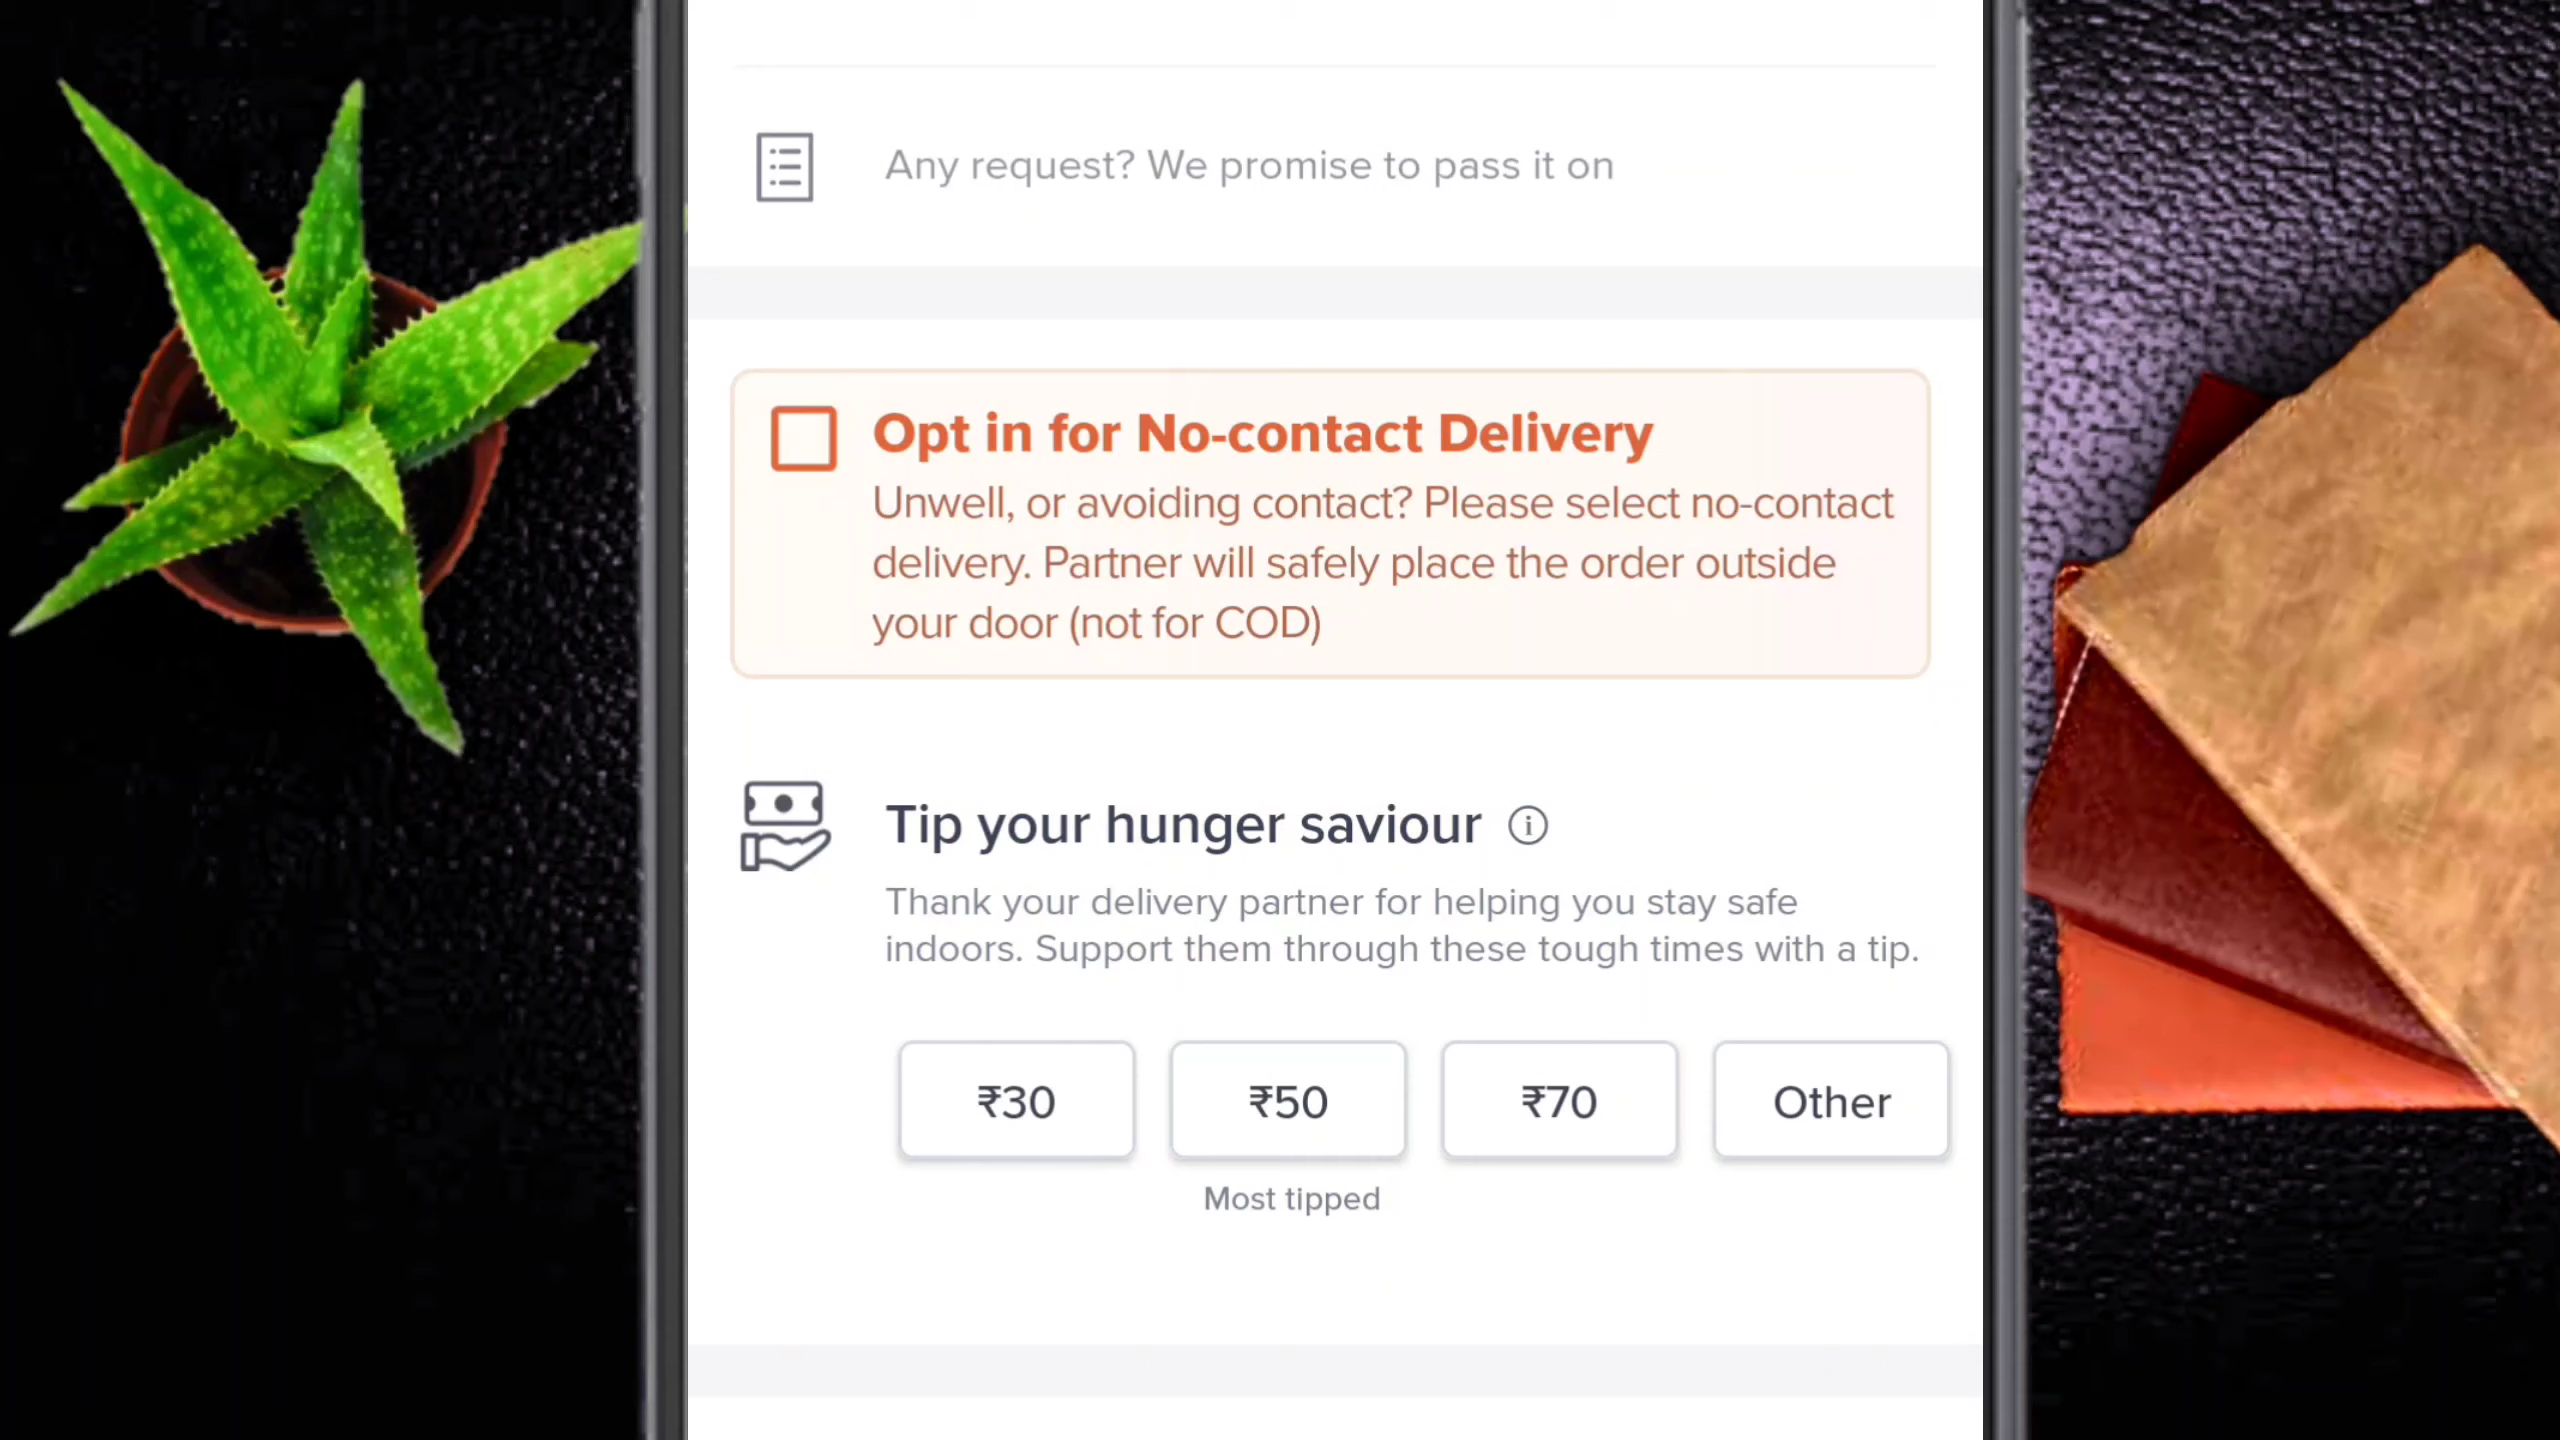 Any request? We promise to pass it on
Opt in for No-contact Delivery
Unwell, or avoiding contact? Please select no-contact
delivery. Partner will safely place the order outside
your door (not for COD)
Tip your hunger saviour
Thank your delivery partner for helping you stay safe
indoors. Support them through these tough times with a tip.
₹30 ₹50 ₹70 Other
Most tipped